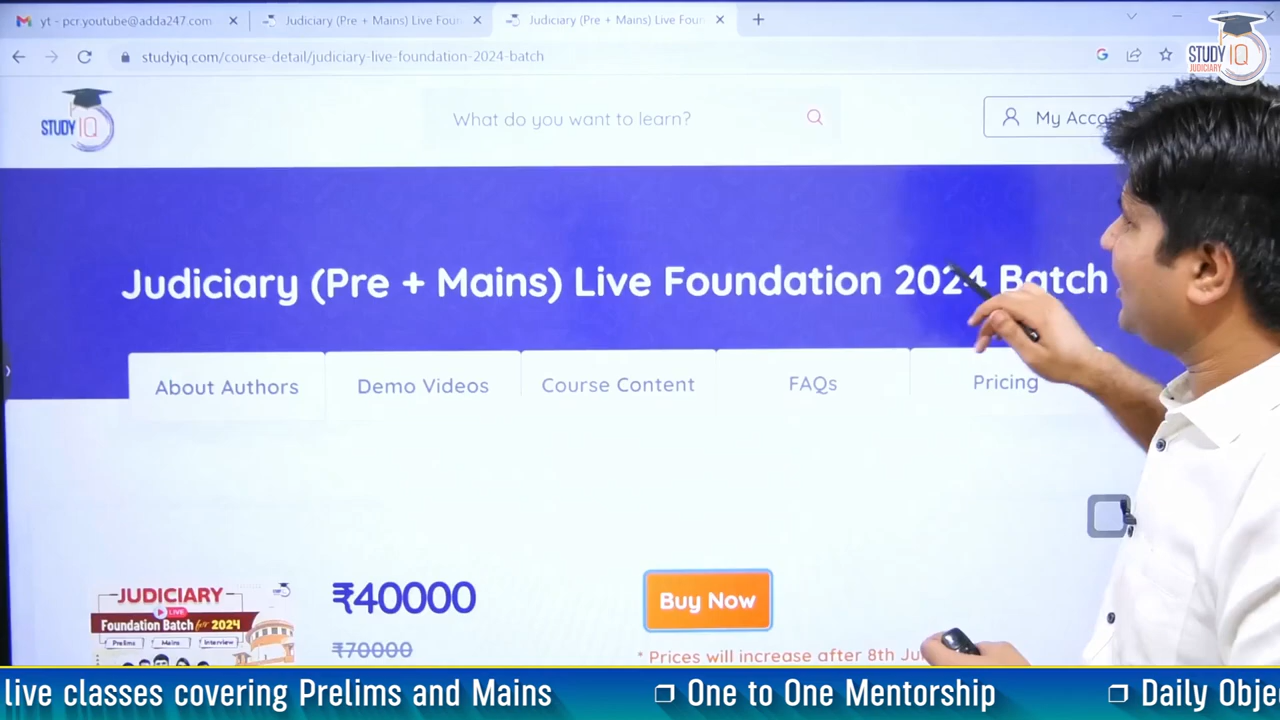 yt - pcr.youtube@adda247.com
Judiciary (Pre + Mains) Live Foun
Judiciary (Pre + Mains) Live Foun
studyiq.com/course-detail/judiciary-live-foundation-2024-batch
STUDY IQ
JUDICIARY
STUDY IQ
What do you want to learn?
My Acco
Judiciary (Pre + Mains) Live Foundation 2024 Batch
About Authors
Demo Videos
Course Content
FAQs
Pricing
JUDICIARY
LIVE
Foundation Batch for 2024
Prelims
Mains
Interview
₹40000
₹70000
Buy Now
* Prices will increase after 8th Ju
live classes covering Prelims and Mains
One to One Mentorship
Daily Obje